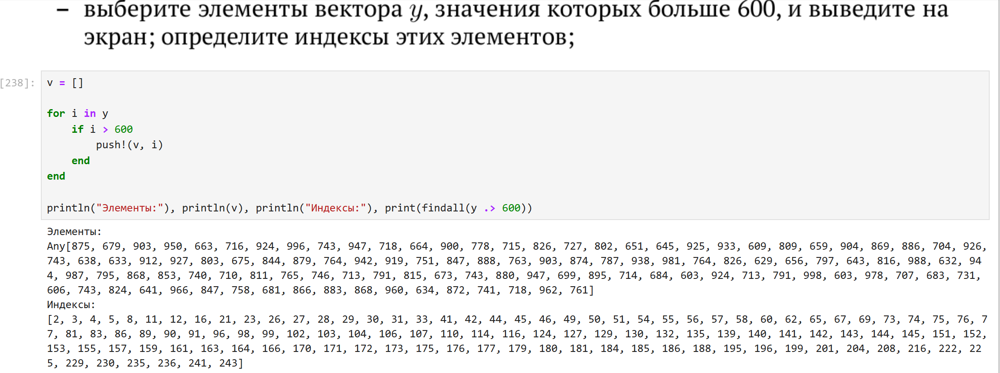 – выберите элементы вектора y, значения которых больше 600, и выведите на
экран; определите индексы этих элементов;
[238]:
v = []
for i in y
    if i > 600
        push!(v, i)
    end
end
println("Элементы:"), println(v), println("Индексы:"), print(findall(y .> 600))
Элементы:
Any[875, 679, 903, 950, 663, 716, 924, 996, 743, 947, 718, 664, 900, 778, 715, 826, 727, 802, 651, 645, 925, 933, 609, 809, 659, 904, 869, 886, 704, 926,
743, 638, 633, 912, 927, 803, 675, 844, 879, 764, 942, 919, 751, 847, 888, 763, 903, 874, 787, 938, 981, 764, 826, 629, 656, 797, 643, 816, 988, 632, 94
4, 987, 795, 868, 853, 740, 710, 811, 765, 746, 713, 791, 815, 673, 743, 880, 947, 699, 895, 714, 684, 603, 924, 713, 791, 998, 603, 978, 707, 683, 731,
606, 743, 824, 641, 966, 847, 758, 681, 866, 883, 868, 960, 634, 872, 741, 718, 962, 761]
Индексы:
[2, 3, 4, 5, 8, 11, 12, 16, 21, 23, 26, 27, 28, 29, 30, 31, 33, 41, 42, 44, 45, 46, 49, 50, 51, 54, 55, 56, 57, 58, 60, 62, 65, 67, 69, 73, 74, 75, 76, 7
7, 81, 83, 86, 89, 90, 91, 96, 98, 99, 102, 103, 104, 106, 107, 110, 114, 116, 124, 127, 129, 130, 132, 135, 139, 140, 141, 142, 143, 144, 145, 151, 152,
153, 155, 157, 159, 161, 163, 164, 166, 170, 171, 172, 173, 175, 176, 177, 179, 180, 181, 184, 185, 186, 188, 195, 196, 199, 201, 204, 208, 216, 222, 22
5, 229, 230, 235, 236, 241, 243]